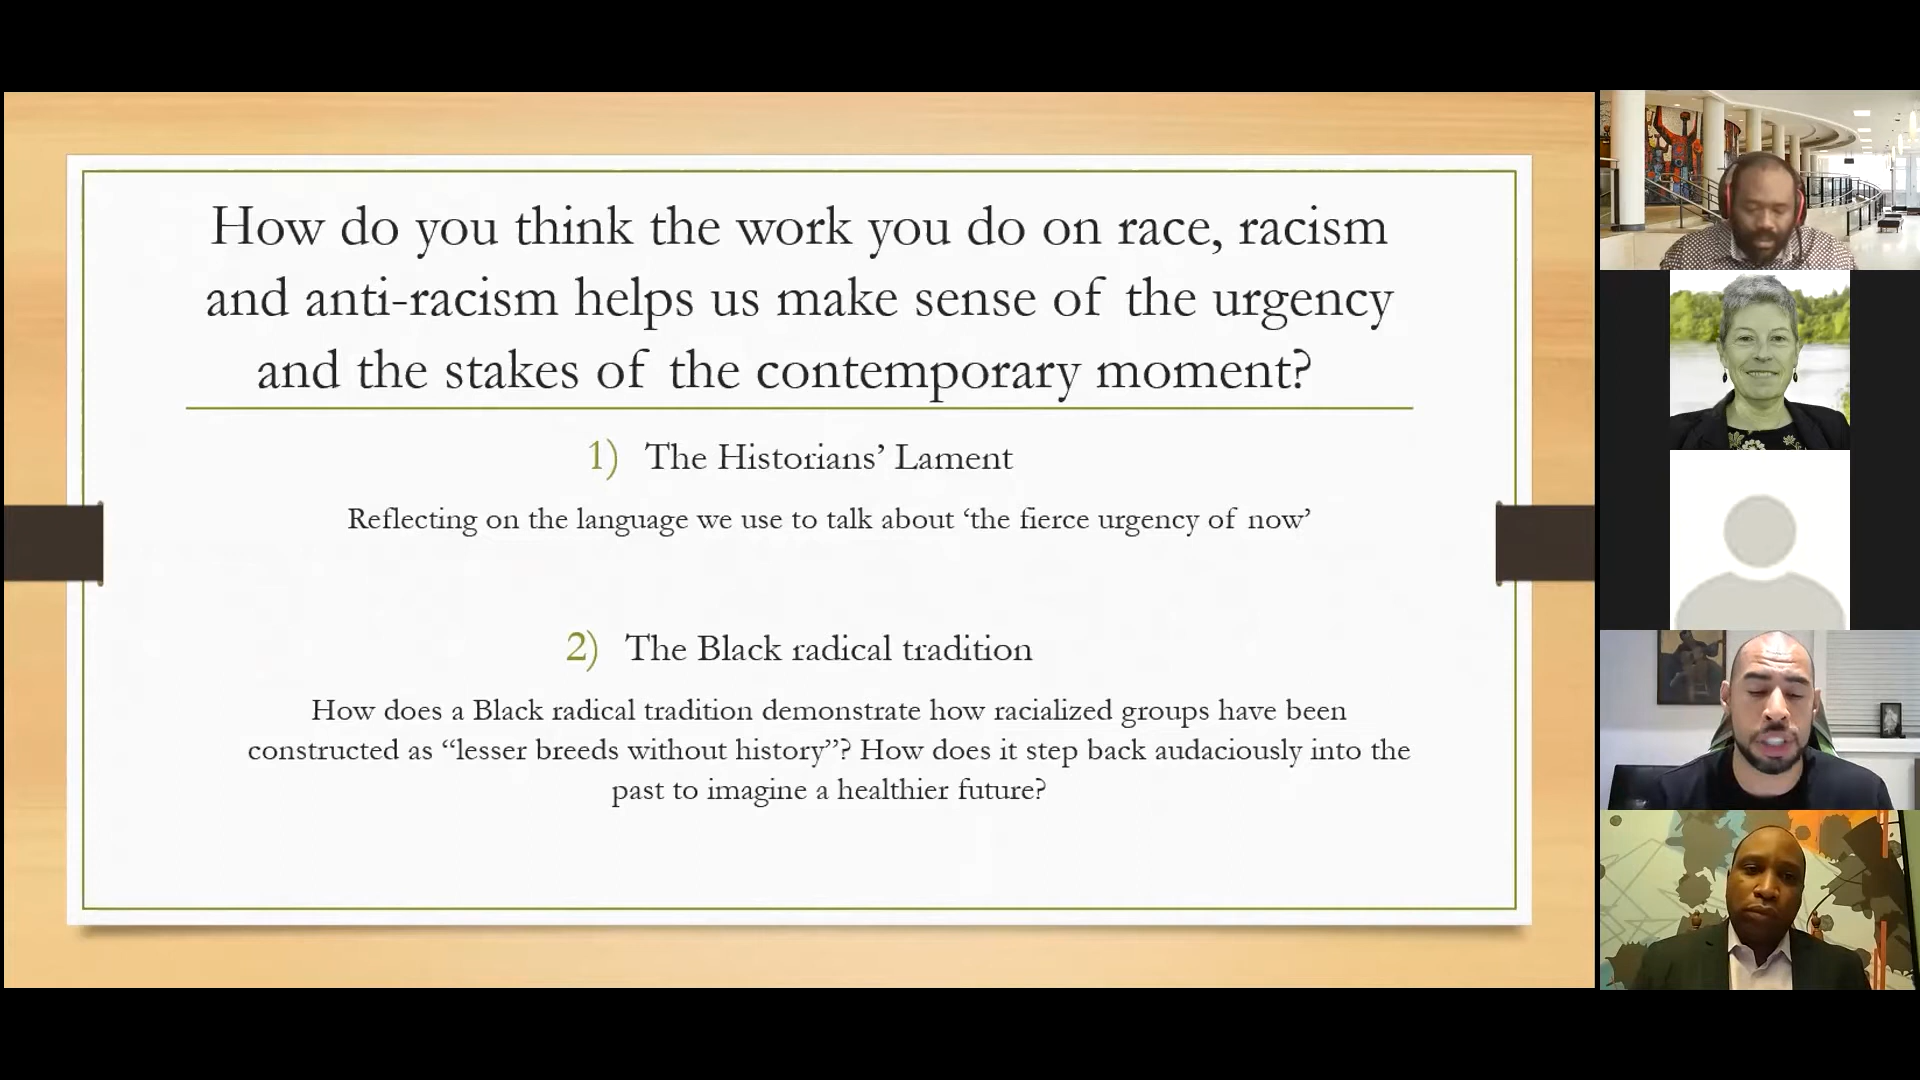 How do you think the work you do on race, racism
and anti-racism helps us make sense of the urgency
and the stakes of the contemporary moment?
1) The Historians’ Lament
Reflecting on the language we use to talk about ‘the fierce urgency of now’
2) The Black radical tradition
How does a Black radical tradition demonstrate how racialized groups have been
constructed as “lesser breeds without history”? How does it step back audaciously into the
past to imagine a healthier future?